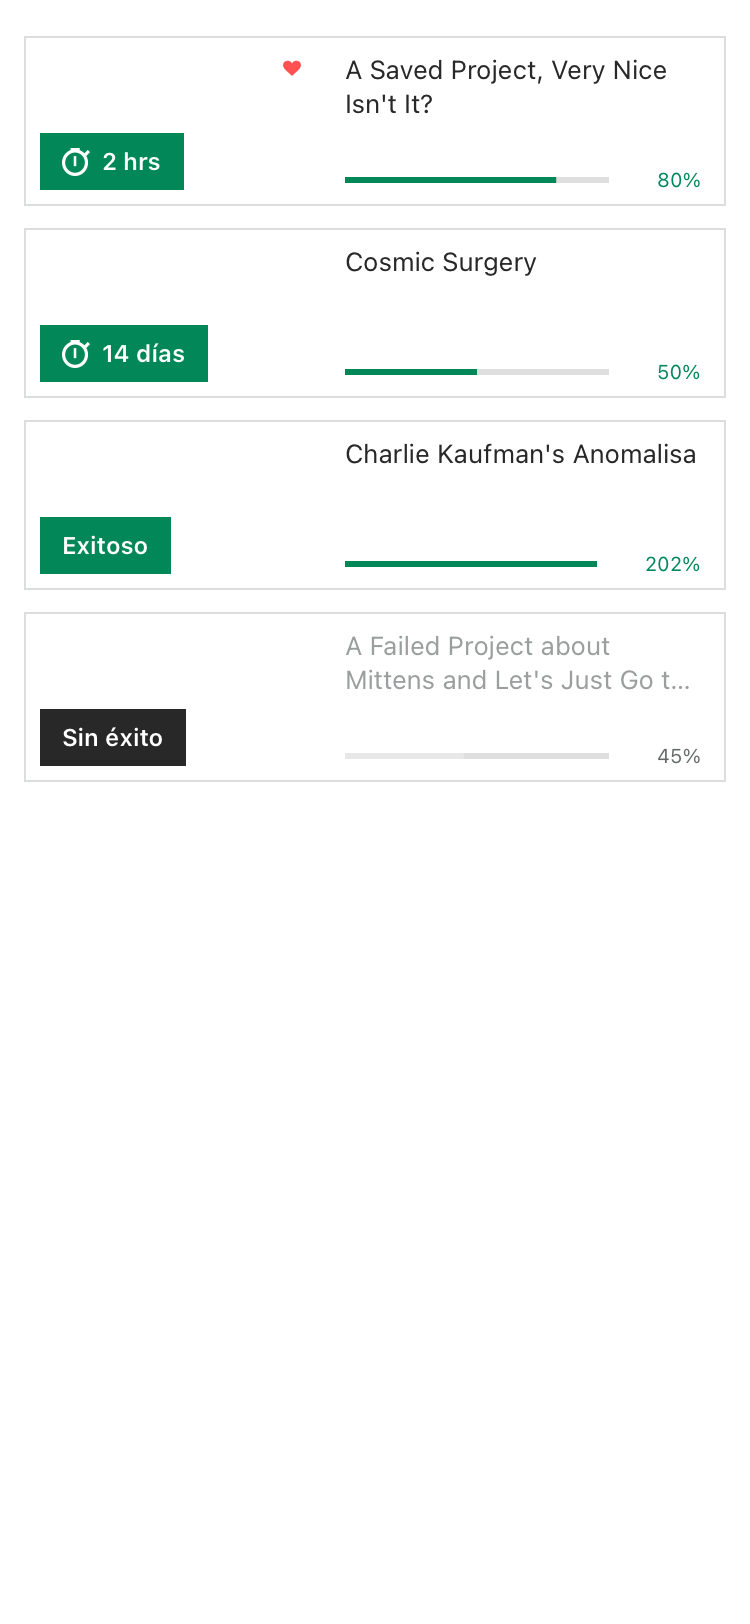 A Saved Project, Very Nice
Isn't It?
2 hrs
80%
Cosmic Surgery
14 días
50%
Charlie Kaufman's Anomalisa
Exitoso
202%
A Failed Project about
Mittens and Let's Just Go t...
Sin éxito
45%